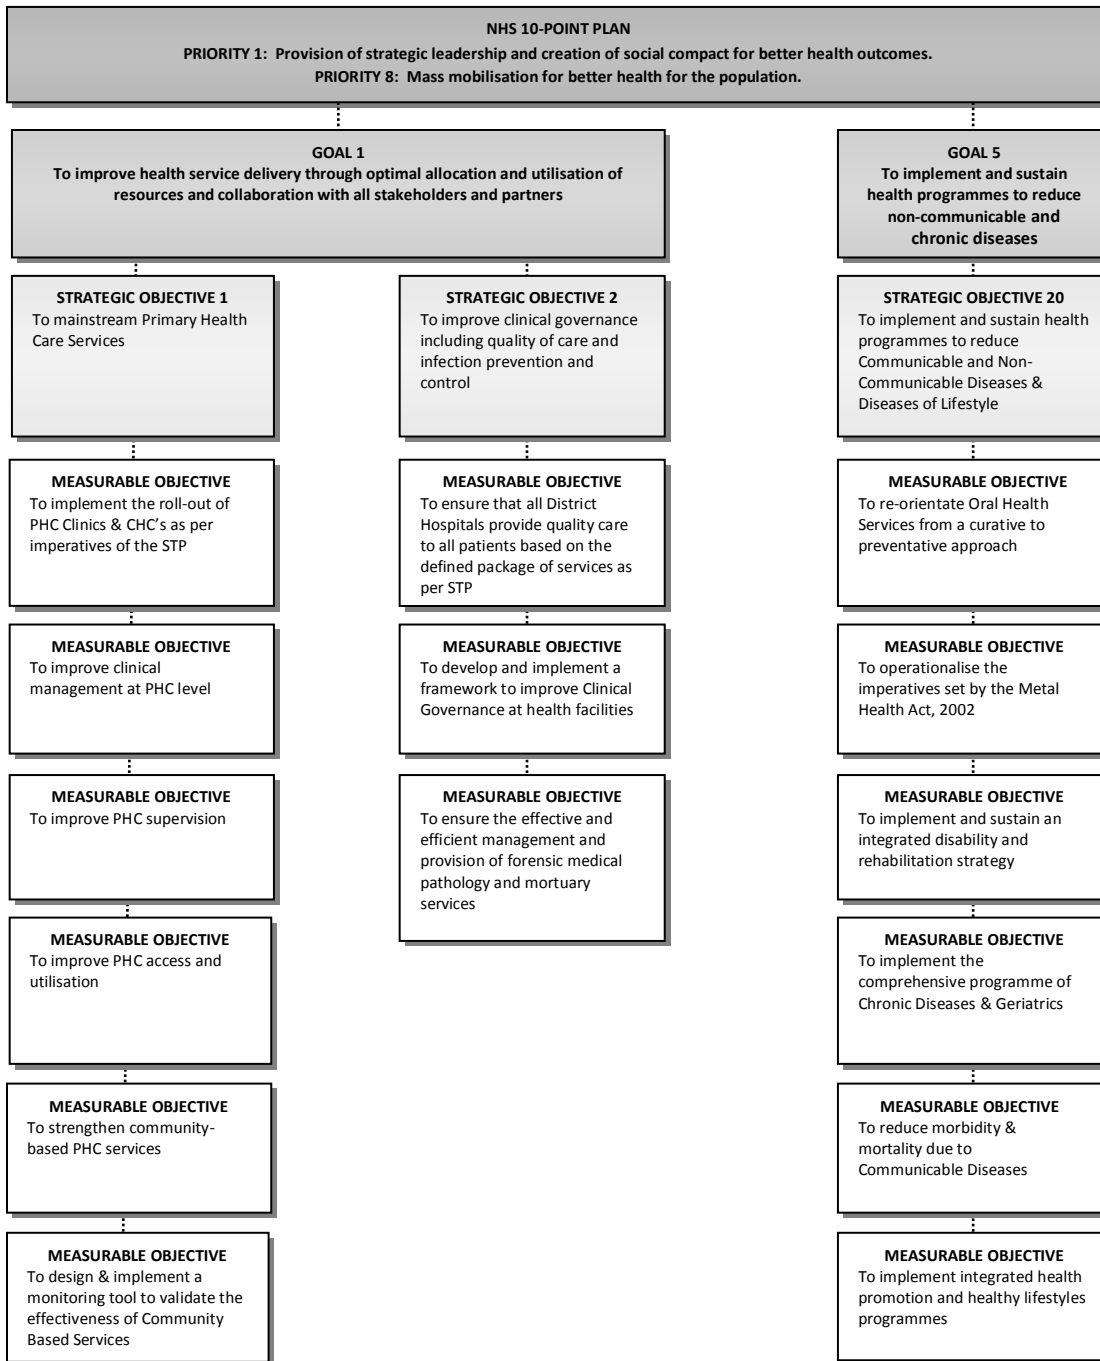 NHS 10-POINT PLAN
PRIORITY 1: Provision of strategic leadership and creation of social compact for better health outcomes.
PRIORITY 8: Mass mobilisation for better health for the population.
GOAL 1
To improve health service delivery through optimal allocation and utilisation of
resources and collaboration with all stakeholders and partners
GOAL 5
To implement and sustain
health programmes to reduce
non-communicable and
chronic diseases
STRATEGIC OBJECTIVE 1
To mainstream Primary Health
Care Services
STRATEGIC OBJECTIVE 2
To improve clinical governance
including quality of care and
infection prevention and
control
STRATEGIC OBJECTIVE 20
To implement and sustain health
programmes to reduce
Communicable and Non-
Communicable Diseases &
Diseases of Lifestyle
MEASURABLE OBJECTIVE
To implement the roll-out of
PHC Clinics & CHC's as per
imperatives of the STP
MEASURABLE OBJECTIVE
To ensure that all District
Hospitals provide quality care
to all patients based on the
defined package of services as
per STP
MEASURABLE OBJECTIVE
To re-orientate Oral Health
Services from a curative to
preventative approach
MEASURABLE OBJECTIVE
To improve clinical
management at PHC level
MEASURABLE OBJECTIVE
To develop and implement a
framework to improve Clinical
Governance at health facilities
MEASURABLE OBJECTIVE
To operationalise the
imperatives set by the Metal
Health Act, 2002
MEASURABLE OBJECTIVE
To improve PHC supervision
MEASURABLE OBJECTIVE
To ensure the effective and
efficient management and
provision of forensic medical
pathology and mortuary
services
MEASURABLE OBJECTIVE
To implement and sustain an
integrated disability and
rehabilitation strategy
MEASURABLE OBJECTIVE
To improve PHC access and
utilisation
MEASURABLE OBJECTIVE
To implement the
comprehensive programme of
Chronic Diseases & Geriatrics
MEASURABLE OBJECTIVE
To strengthen community-
based PHC services
MEASURABLE OBJECTIVE
To reduce morbidity &
mortality due to
Communicable Diseases
MEASURABLE OBJECTIVE
To design & implement a
monitoring tool to validate the
effectiveness of Community
Based Services
MEASURABLE OBJECTIVE
To implement integrated health
promotion and healthy lifestyles
programmes